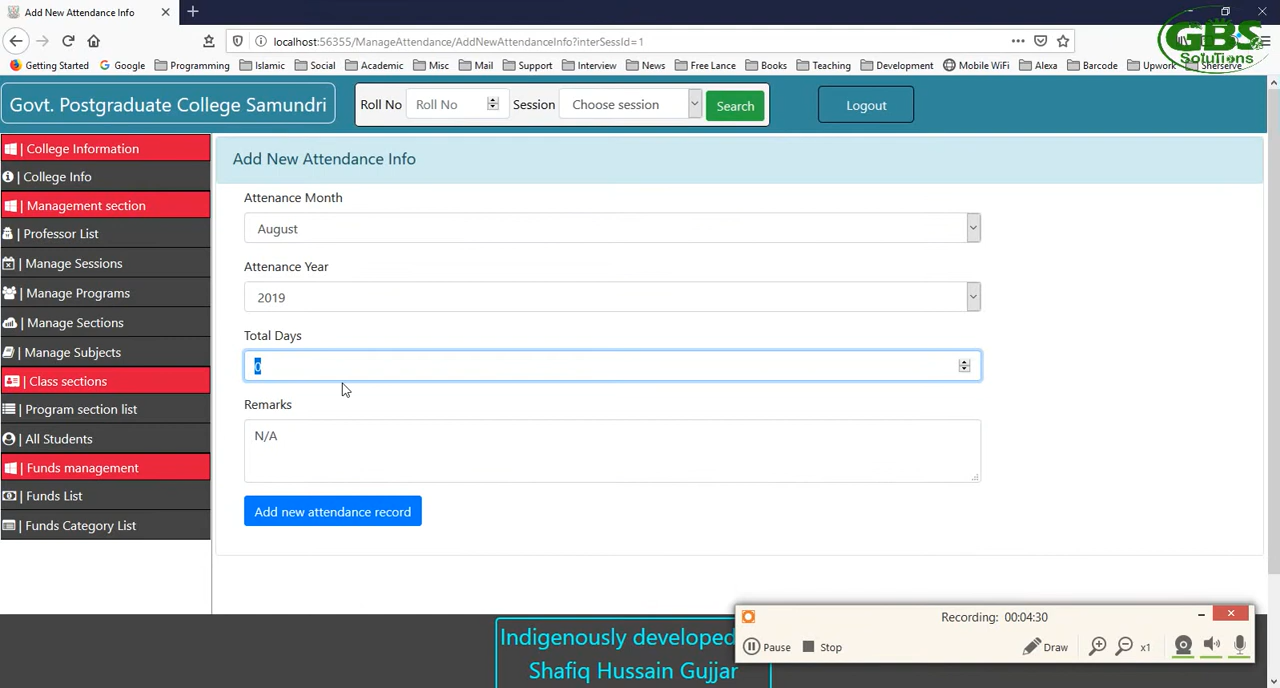 Add New Attendance Info
localhost:56355/ManageAttendance/AddNewAttendanceInfo?interSessId=1
GBS
SoLuTionS
Getting Started
Google
Programming
Islamic
Social
Academic
Misc
Mail
Support
Interview
News
Free Lance
Books
Teaching
Development
Mobile WiFi
Alexa
Barcode
Upwork
Sherserve
Govt. Postgraduate College Samundri
Roll No
Roll No
Session
Choose session
Search
Logout
| College Information
| College Info
| Management section
| Professor List
| Manage Sessions
| Manage Programs
| Manage Sections
| Manage Subjects
| Class sections
| Program section list
| All Students
| Funds management
| Funds List
| Funds Category List
Add New Attendance Info
Attenance Month
August
Attenance Year
2019
Total Days
0
Remarks
N/A
Add new attendance record
Indigenously developed
Shafiq Hussain Gujjar
Recording: 00:04:30
Pause
Stop
Draw
x1